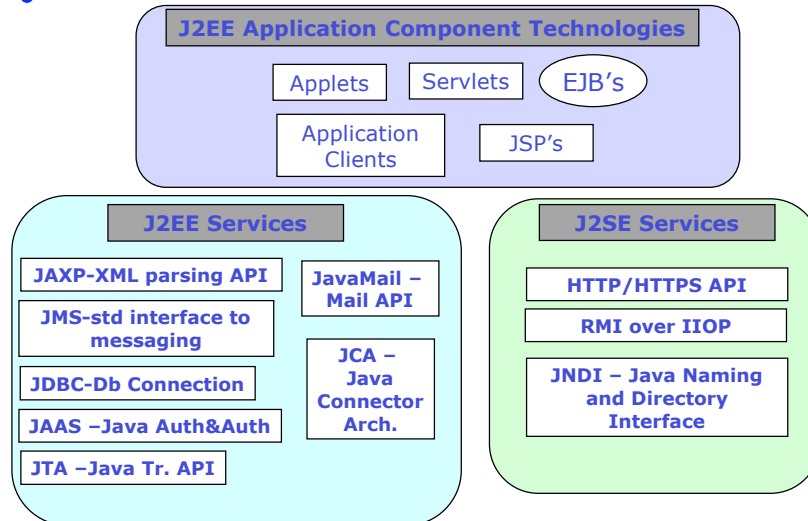 J2EE Application Component Technologies
Applets
Servlets
EJB's
Application
Clients
JSP's
J2EE Services
JAXP-XML parsing API
JMS-std interface to
messaging
JDBC-Db Connection
JAAS –Java Auth&Auth
JTA –Java Tr. API
JavaMail –
Mail API
JCA –
Java
Connector
Arch.
J2SE Services
HTTP/HTTPS API
RMI over IIOP
JNDI – Java Naming
and Directory
Interface